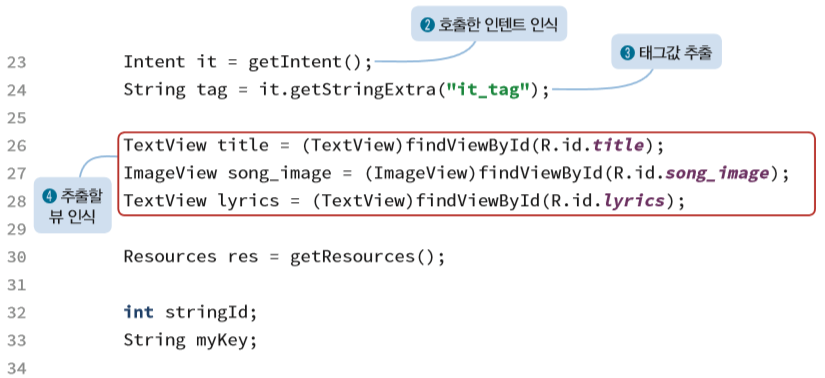 ❷ 호출한 인텐트 인식
❸ 태그값 추출
23 Intent it = getIntent();
24 String tag = it.getStringExtra("it_tag");
25
26 TextView title = (TextView)findViewById(R.id.title);
27 ImageView song_image = (ImageView)findViewById(R.id.song_image);
❹ 추출할
뷰 인식
28 TextView lyrics = (TextView)findViewById(R.id.lyrics);
29
30 Resources res = getResources();
31
32 int stringId;
33 String myKey;
34